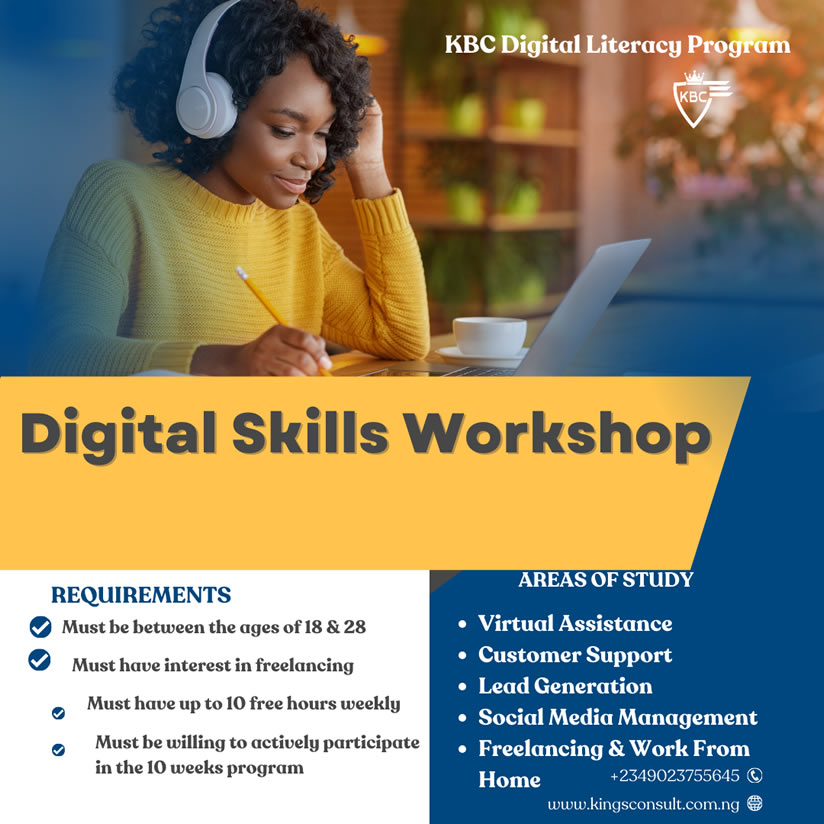 KBC Digital Literacy Program
KBC
Digital Skills Workshop
REQUIREMENTS
Must be between the ages of 18 & 28
Must have interest in freelancing
Must have up to 10 free hours weekly
Must be willing to actively participate
in the 10 weeks program
AREAS OF STUDY
• Virtual Assistance
• Customer Support
• Lead Generation
• Social Media Management
• Freelancing & Work From
Home
+2349023755645
www.kingsconsult.com.ng